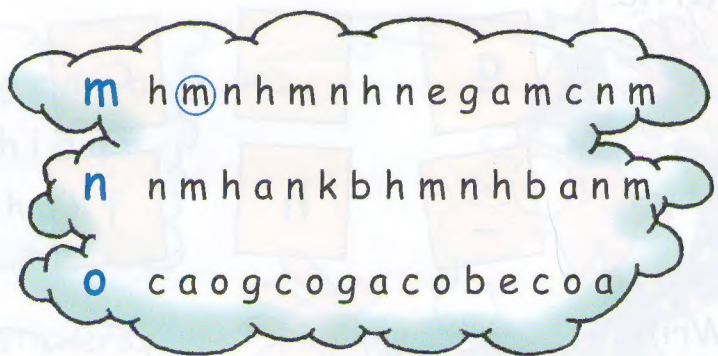 m h m n h m n h n e g a m c n m
n n m h a n k b h m n h b a n m
o c a o g c o g a c o b e c o a